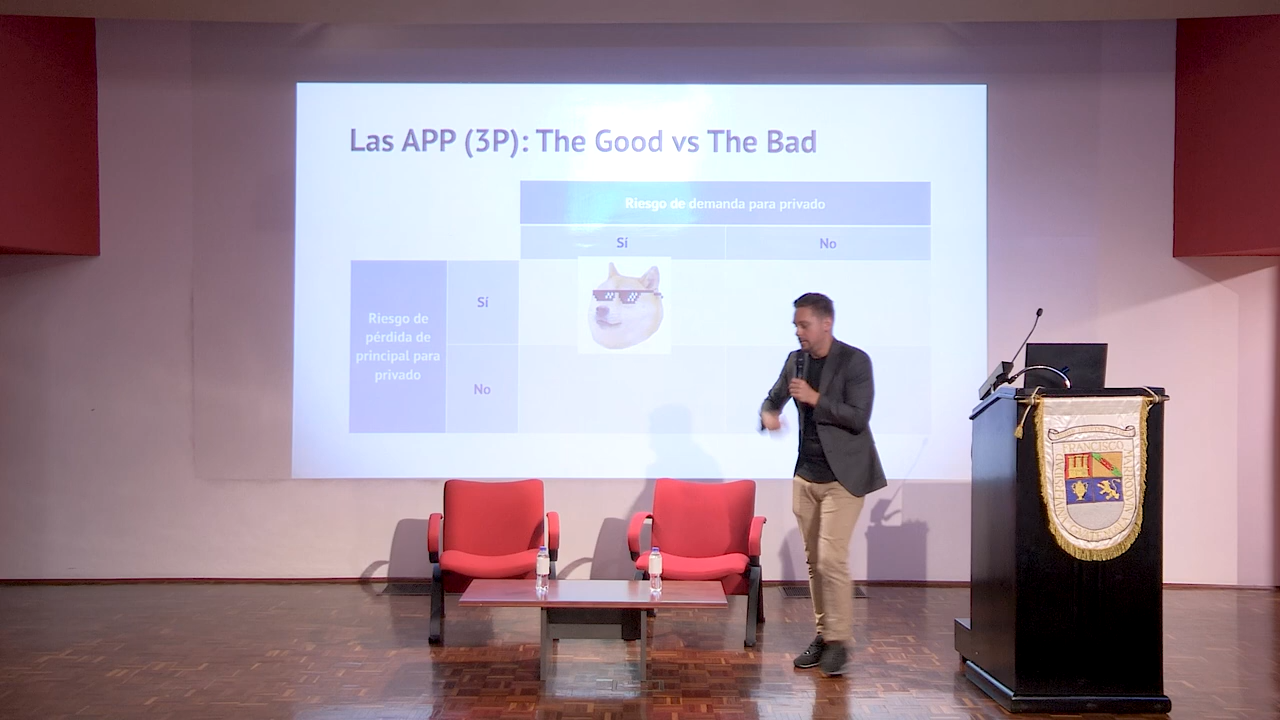 Las APP (3P): The Good vs The Bad
Riesgo de demanda para privado
Sí
No
Riesgo de
pérdida de
principal para
privado
Sí
No
FRANCISCO